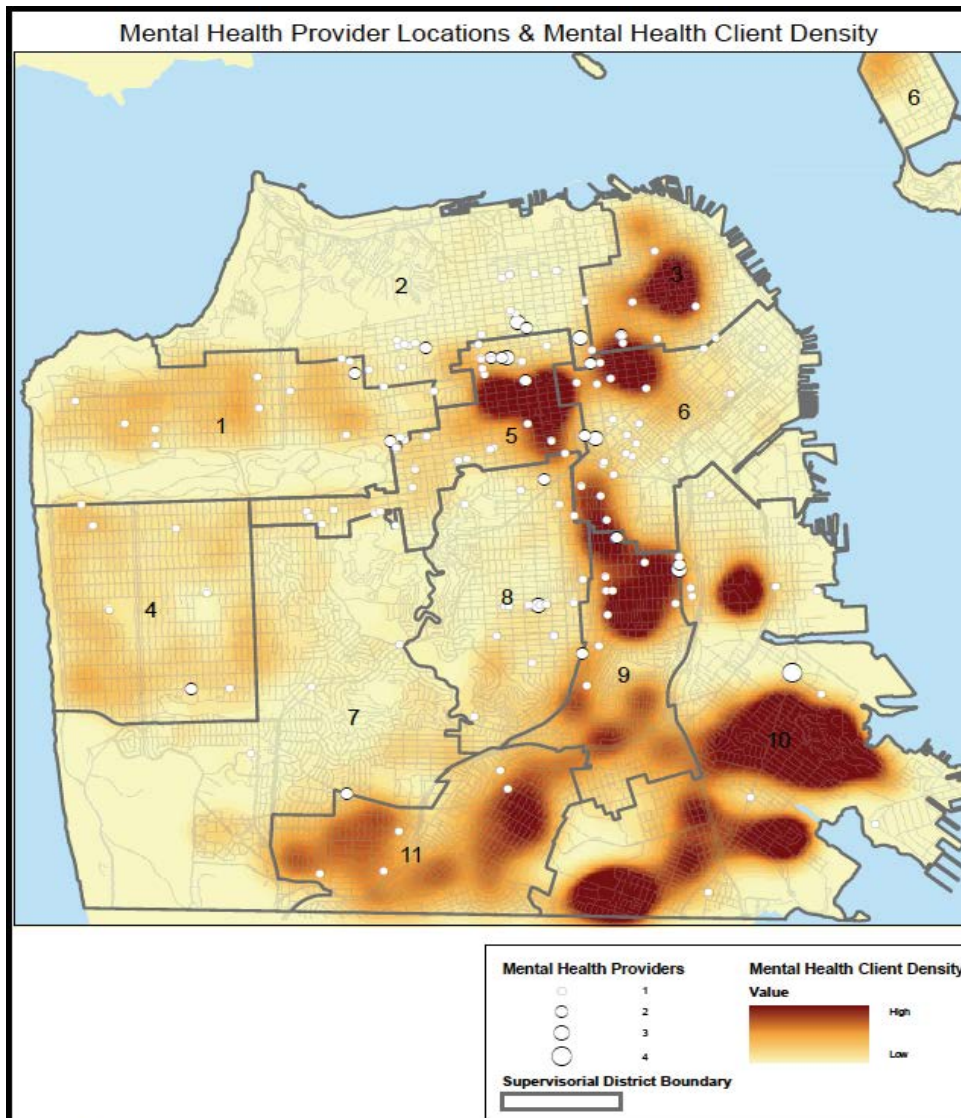 Mental Health Provider Locations & Mental Health Client Density
6
2
3
1
6
5
4
8
9
7
10
11
Mental Health Providers
1
2
3
4
Supervisorial District Boundary
Mental Health Client Density
Value
High
Low